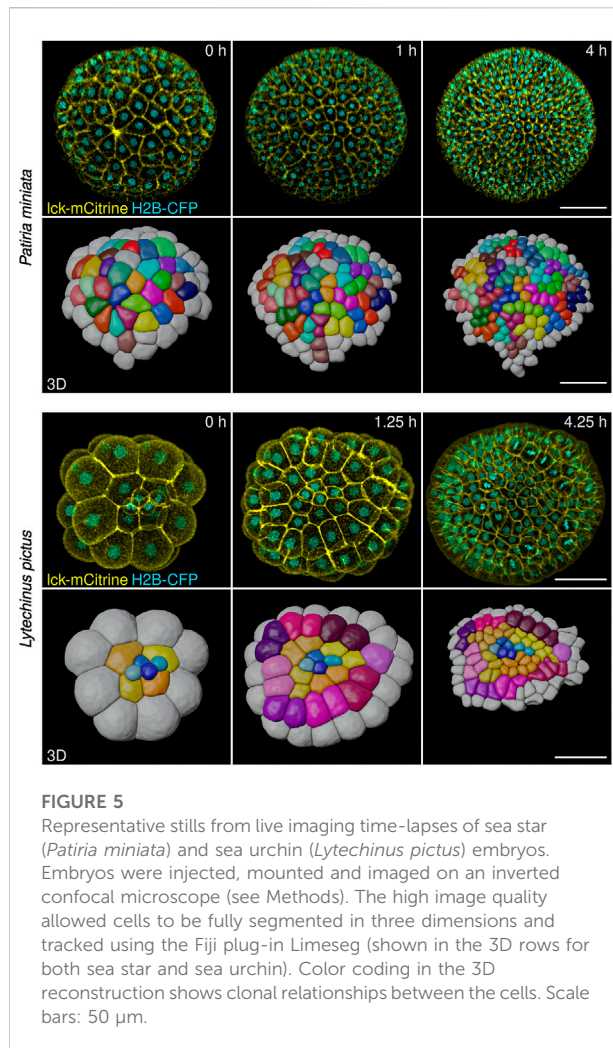 0 h
1 h
4 h
Patiria miniata
lck-mCitrine H2B-CFP
3D
0 h
1.25 h
4.25 h
Lytechinus pictus
lck-mCitrine H2B-CFP
3D
FIGURE 5
Representative stills from live imaging time-lapses of sea star
(Patiria miniata) and sea urchin (Lytechinus pictus) embryos.
Embryos were injected, mounted and imaged on an inverted
confocal microscope (see Methods). The high image quality
allowed cells to be fully segmented in three dimensions and
tracked using the Fiji plug-in Limeseg (shown in the 3D rows for
both sea star and sea urchin). Color coding in the 3D
reconstruction shows clonal relationships between the cells. Scale
bars: 50 µm.